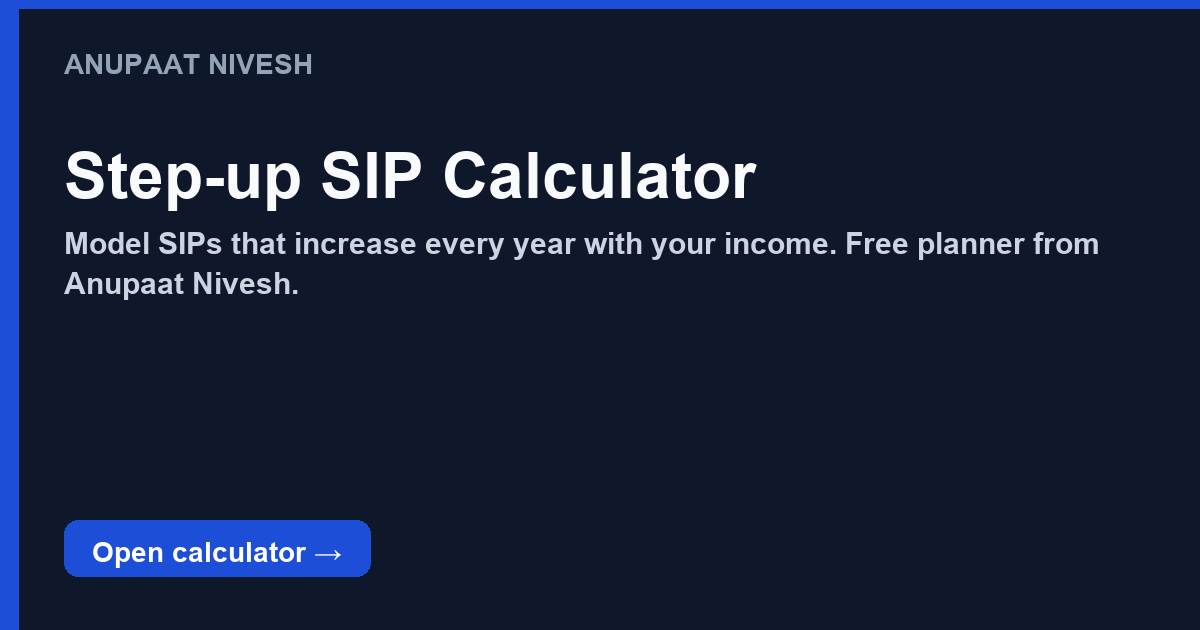 ANUPAAT NIVESH
Step-up SIP Calculator
Model SIPs that increase every year with your income. Free planner from
Anupaat Nivesh.
Open calculator →